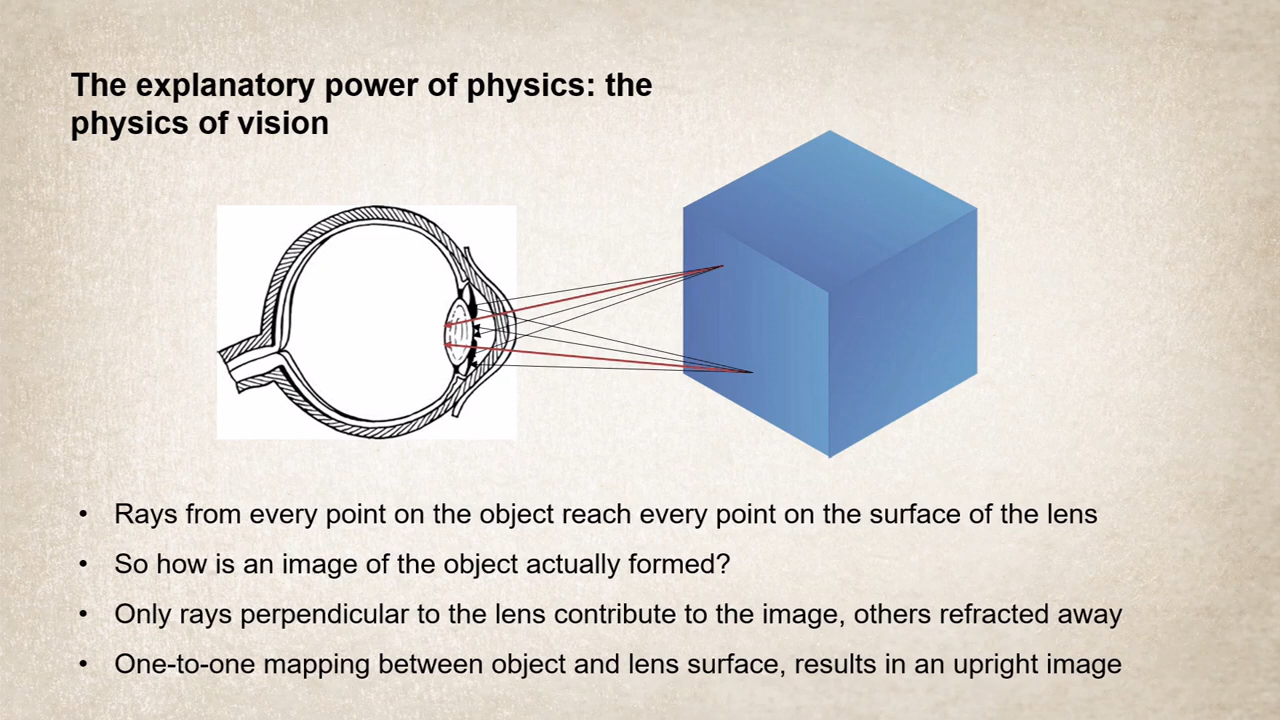 The explanatory power of physics: the
physics of vision
• Rays from every point on the object reach every point on the surface of the lens
• So how is an image of the object actually formed?
• Only rays perpendicular to the lens contribute to the image, others refracted away
• One-to-one mapping between object and lens surface, results in an upright image